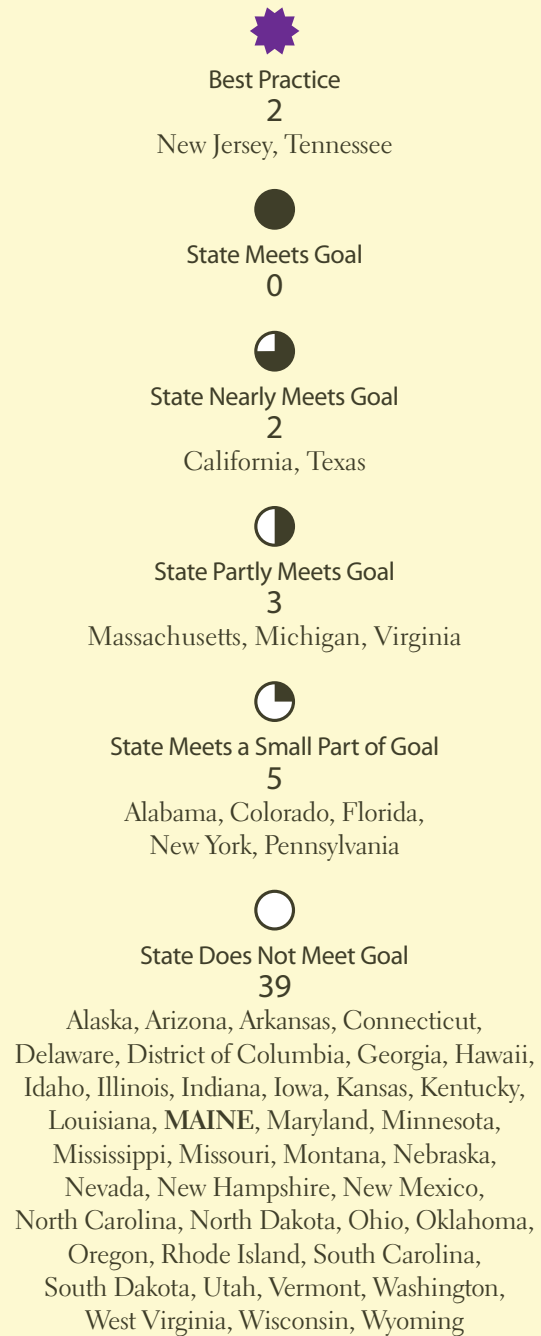 Best Practice
2
New Jersey, Tennessee
State Meets Goal
0
State Nearly Meets Goal
2
California, Texas
State Partly Meets Goal
3
Massachusetts, Michigan, Virginia
State Meets a Small Part of Goal
5
Alabama, Colorado, Florida,
New York, Pennsylvania
State Does Not Meet Goal
39
Alaska, Arizona, Arkansas, Connecticut,
Delaware, District of Columbia, Georgia, Hawaii,
Idaho, Illinois, Indiana, Iowa, Kansas, Kentucky,
Louisiana, MAINE, Maryland, Minnesota,
Mississippi, Missouri, Montana, Nebraska,
Nevada, New Hampshire, New Mexico,
North Carolina, North Dakota, Ohio, Oklahoma,
Oregon, Rhode Island, South Carolina,
South Dakota, Utah, Vermont, Washington,
West Virginia, Wisconsin, Wyoming